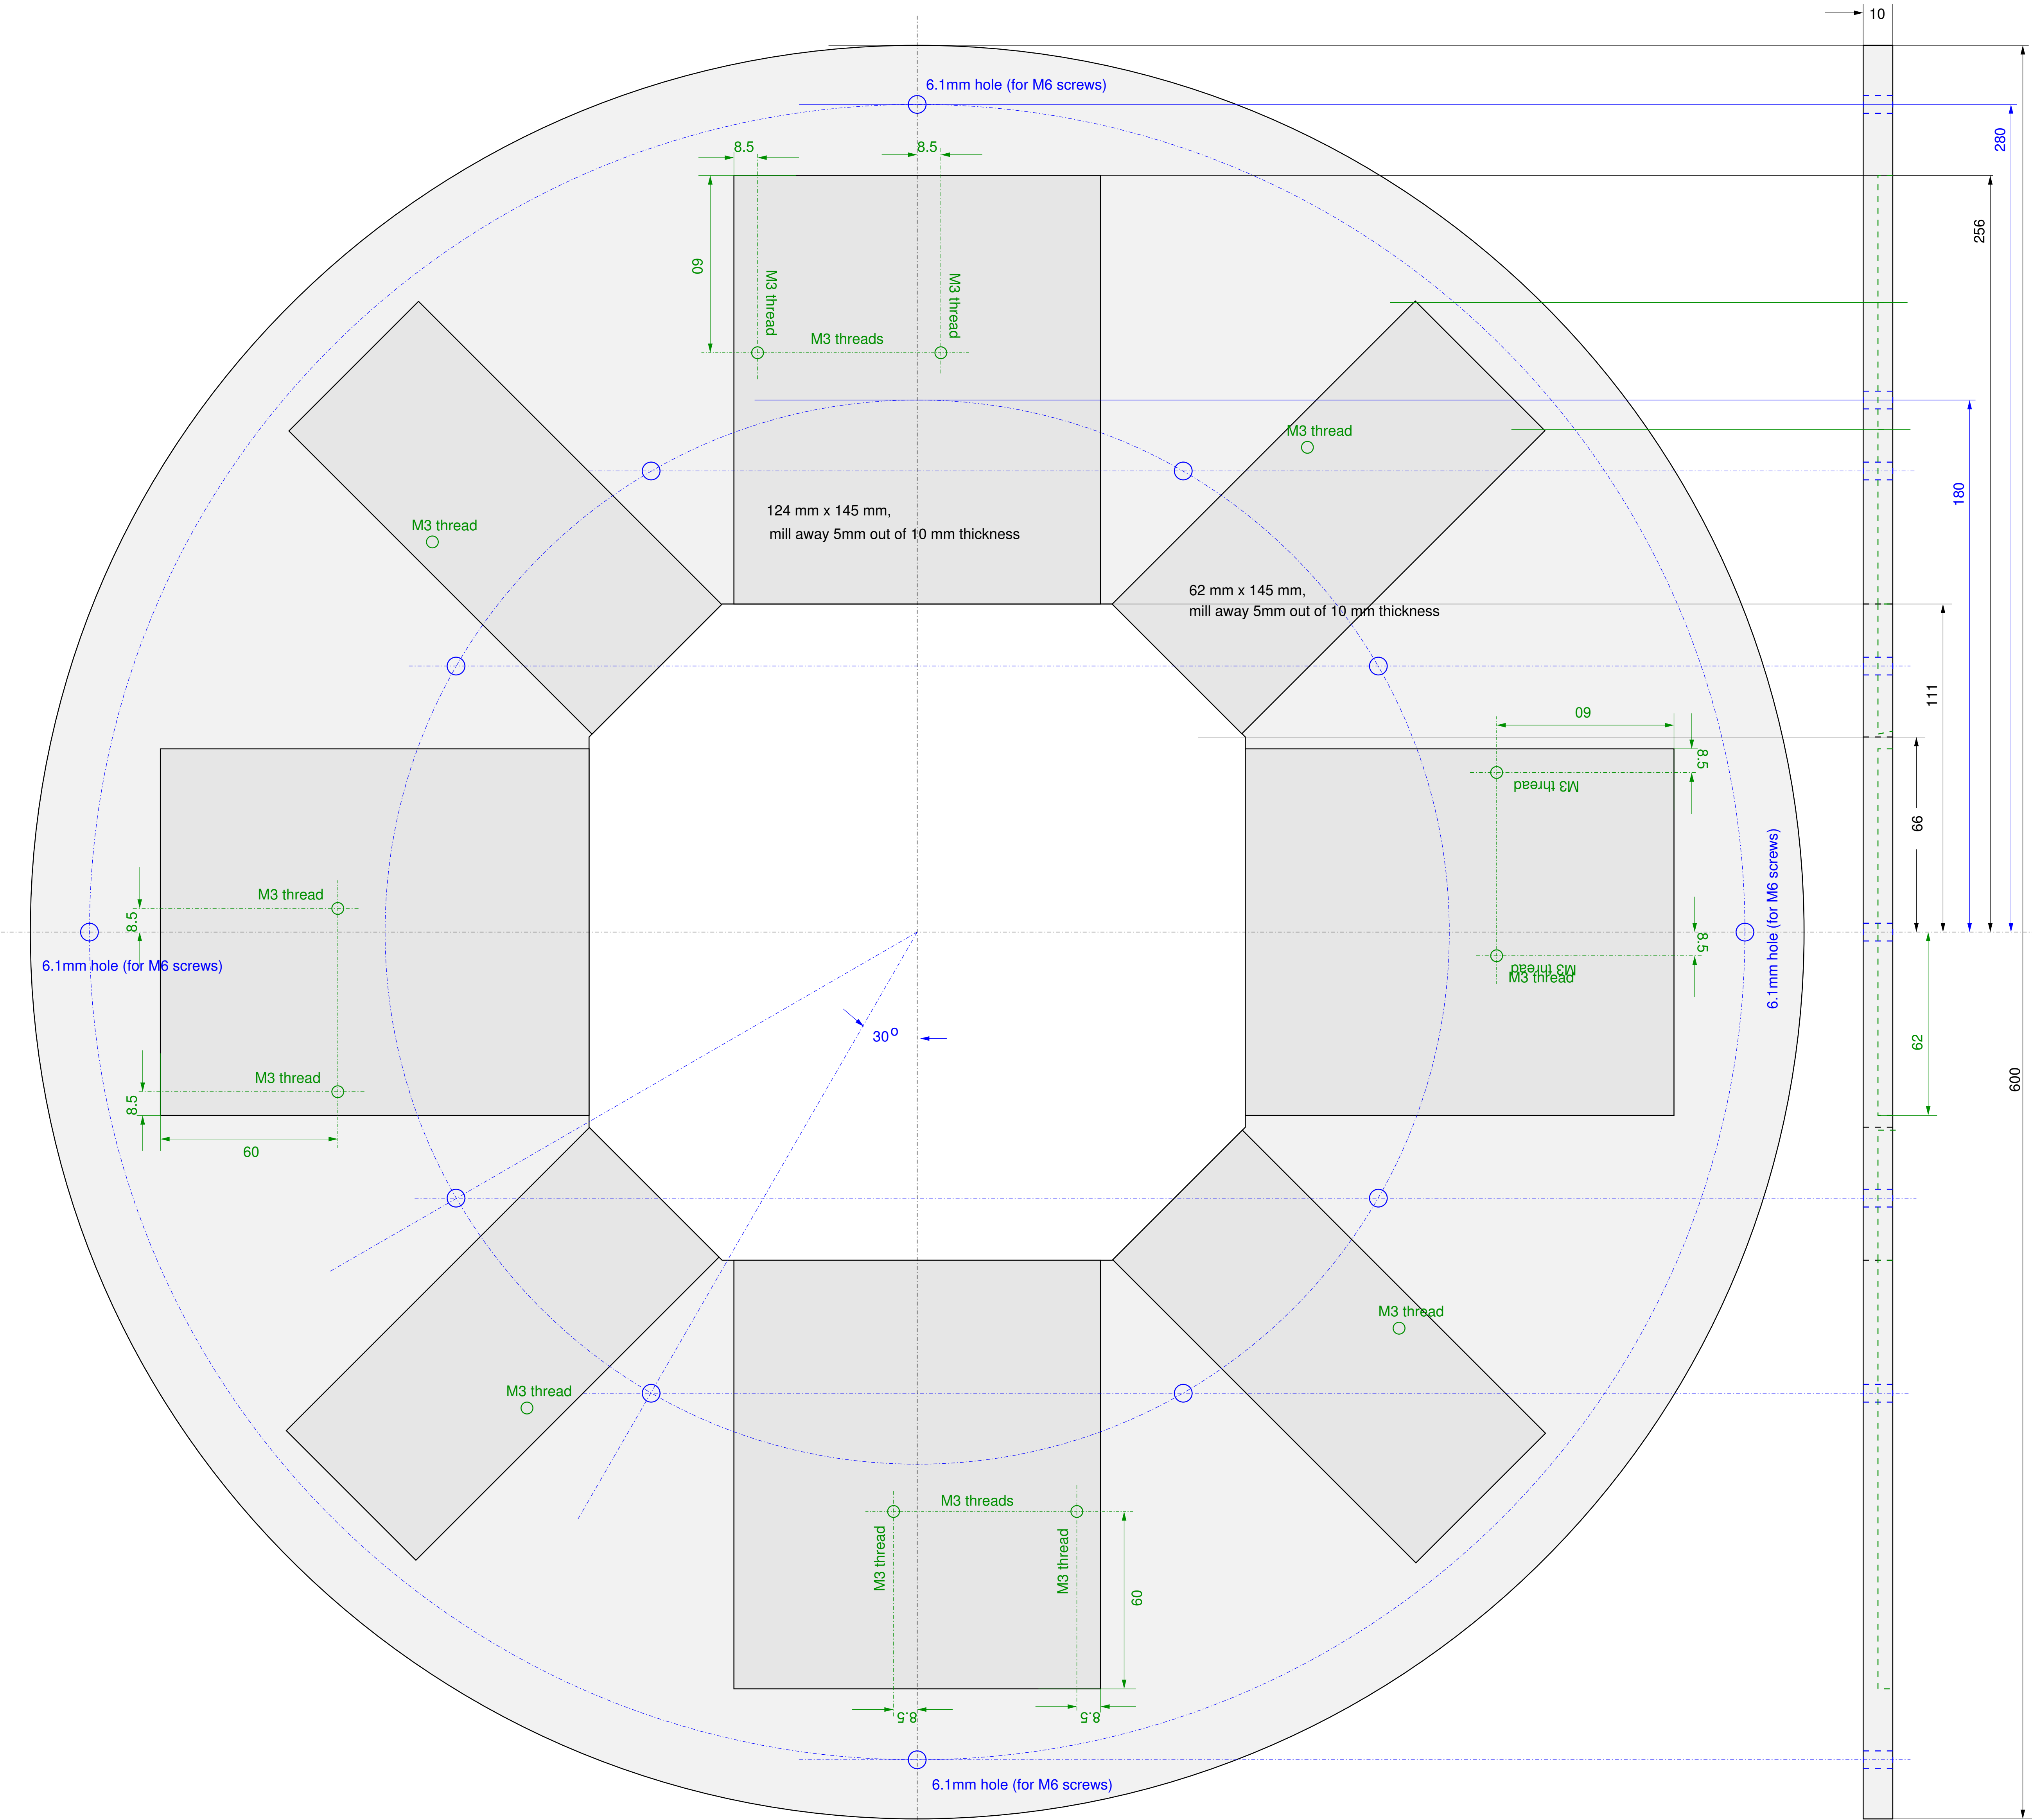 10
6.1mm hole (for M6 screws)
280
8.5
8.5
256
60
M3 thread
M3 thread
M3 threads
M3 thread
180
124 mm x 145 mm,
mill away 5mm out of 10 mm thickness
M3 thread
62 mm x 145 mm,
mill away 5mm out of 10 mm thickness
111
60
8.5
M3 thread
66
6.1mm hole (for M6 screws)
M3 thread
8.5
8.5
M3 thread
M3 thread
6.1mm hole (for M6 screws)
30o
62
600
M3 thread
8.5
60
M3 thread
M3 thread
M3 threads
M3 thread
M3 thread
60
8.5
8.5
6.1mm hole (for M6 screws)